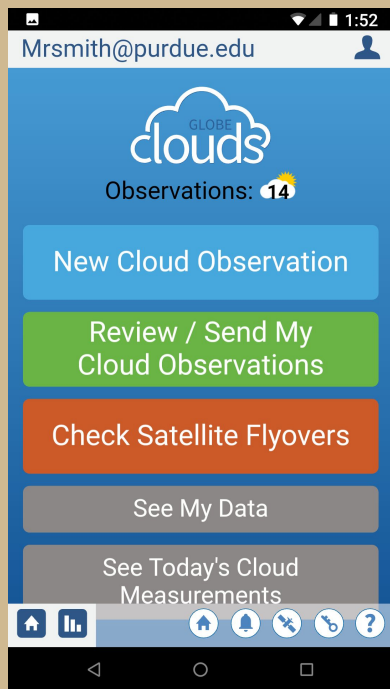 1:52
Mrsmith@purdue.edu
GLOBE
clouds
Observations: 14
New Cloud Observation
Review / Send My
Cloud Observations
Check Satellite Flyovers
See My Data
See Today's Cloud
Measurements
?